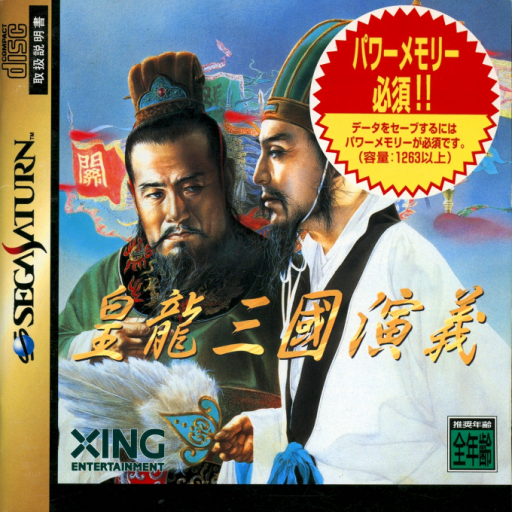 COMPACT
disc
取扱説明書
SEGA SATURN™
パワーメモリー
必須!!
データをセーブするには
パワーメモリーが必須です。
(容量:1263以上)
關
皇龍三國演義
XING
ENTERTAINMENT
推奨年齢
全年齢